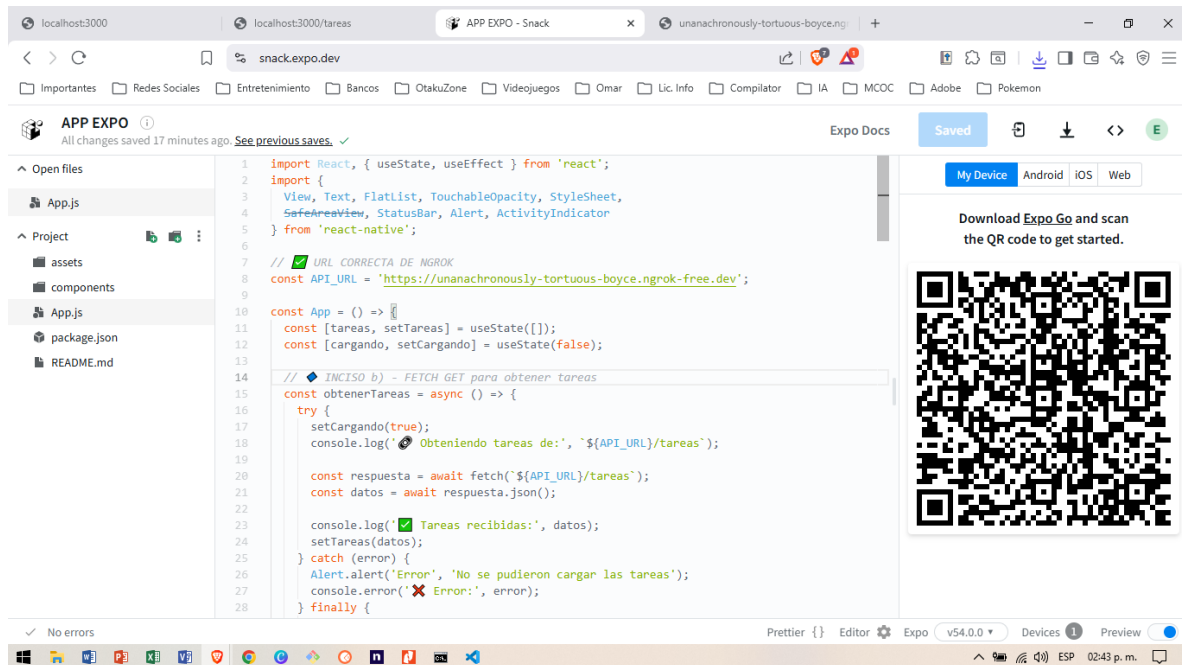 localhost:3000
localhost:3000/tareas
APP EXPO - Snack
unanachronously-tortuous-boyce.ngr
snack.expo.dev
Importantes
Redes Sociales
Entretenimiento
Bancos
OtakuZone
Videojuegos
Omar
Lic. Info
Compilator
IA
MCOC
Adobe
Pokemon
APP EXPO
All changes saved 17 minutes ago. See previous saves.
Expo Docs
Saved
E
Open files
App.js
Project
assets
components
App.js
package.json
README.md
1 import React, { useState, useEffect } from 'react';
2 import {
3 View, Text, FlatList, TouchableOpacity, StyleSheet,
4 SafeAreaView, StatusBar, Alert, ActivityIndicator
5 } from 'react-native';
6
7 // ✅ URL CORRECTA DE NGROK
8 const API_URL = 'https://unanachronously-tortuous-boyce.ngrok-free.dev';
9
10 const App = () => {
11 const [tareas, setTareas] = useState([]);
12 const [cargando, setCargando] = useState(false);
13
14 // 🔹 INCISO b) - FETCH GET para obtener tareas
15 const obtenerTareas = async () => {
16 try {
17 setCargando(true);
18 console.log('🔗 Obteniendo tareas de:', `${API_URL}/tareas`);
19
20 const respuesta = await fetch(`${API_URL}/tareas`);
21 const datos = await respuesta.json();
22
23 console.log('✅ Tareas recibidas:', datos);
24 setTareas(datos);
25 } catch (error) {
26 Alert.alert('Error', 'No se pudieron cargar las tareas');
27 console.error('❌ Error:', error);
28 } finally {
My Device
Android
iOS
Web
Download Expo Go and scan
the QR code to get started.
No errors
Prettier {}
Editor
Expo
v54.0.0
Devices 1
Preview
ESP
02:43 p. m.